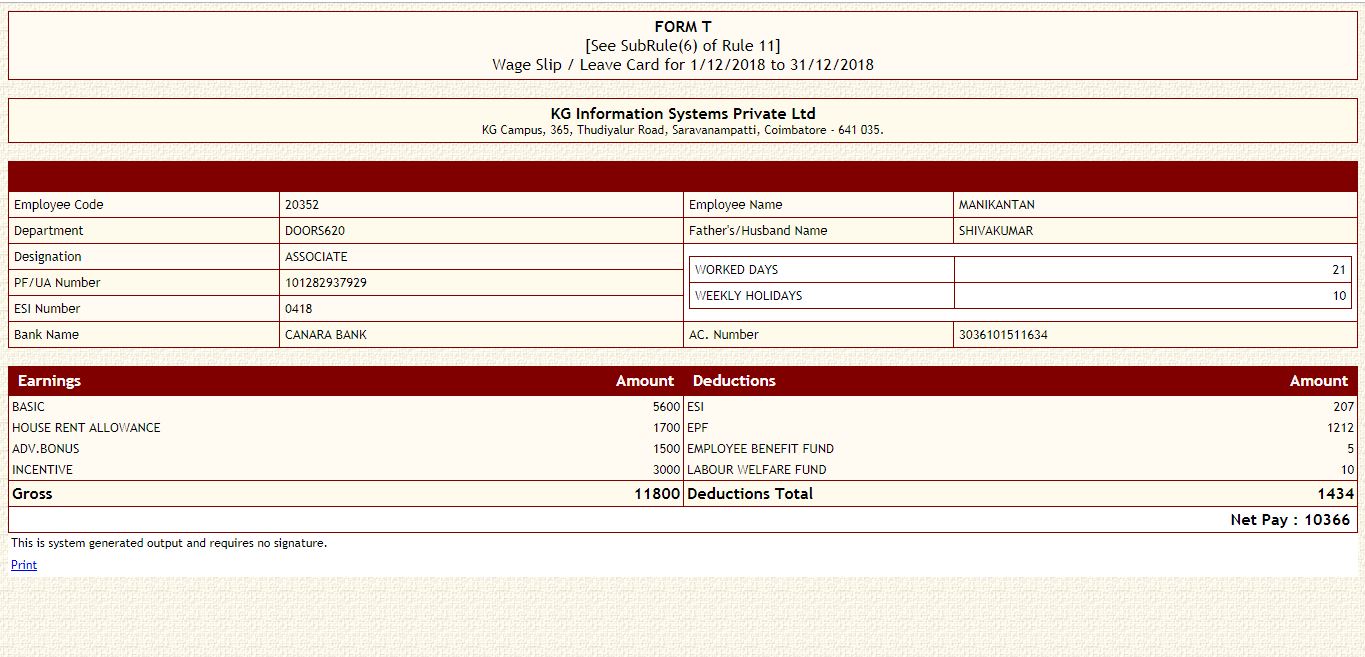 FORM T
[See SubRule(6) of Rule 11]
Wage Slip / Leave Card for 1/12/2018 to 31/12/2018
KG Information Systems Private Ltd
KG Campus, 365, Thudiyalur Road, Saravanampatti, Coimbatore - 641 035.
Employee Code 20352 Employee Name MANIKANTAN
Department DOORS620 Father's/Husband Name SHIVAKUMAR
Designation ASSOCIATE
WORKED DAYS 21
PF/UA Number 101282937929
WEEKLY HOLIDAYS 10
ESI Number 0418
Bank Name CANARA BANK AC. Number 3036101511634
Earnings Amount Deductions Amount
BASIC 5600 ESI 207
HOUSE RENT ALLOWANCE 1700 EPF 1212
ADV.BONUS 1500 EMPLOYEE BENEFIT FUND 5
INCENTIVE 3000 LABOUR WELFARE FUND 10
Gross 11800 Deductions Total 1434
Net Pay : 10366
This is system generated output and requires no signature.
Print